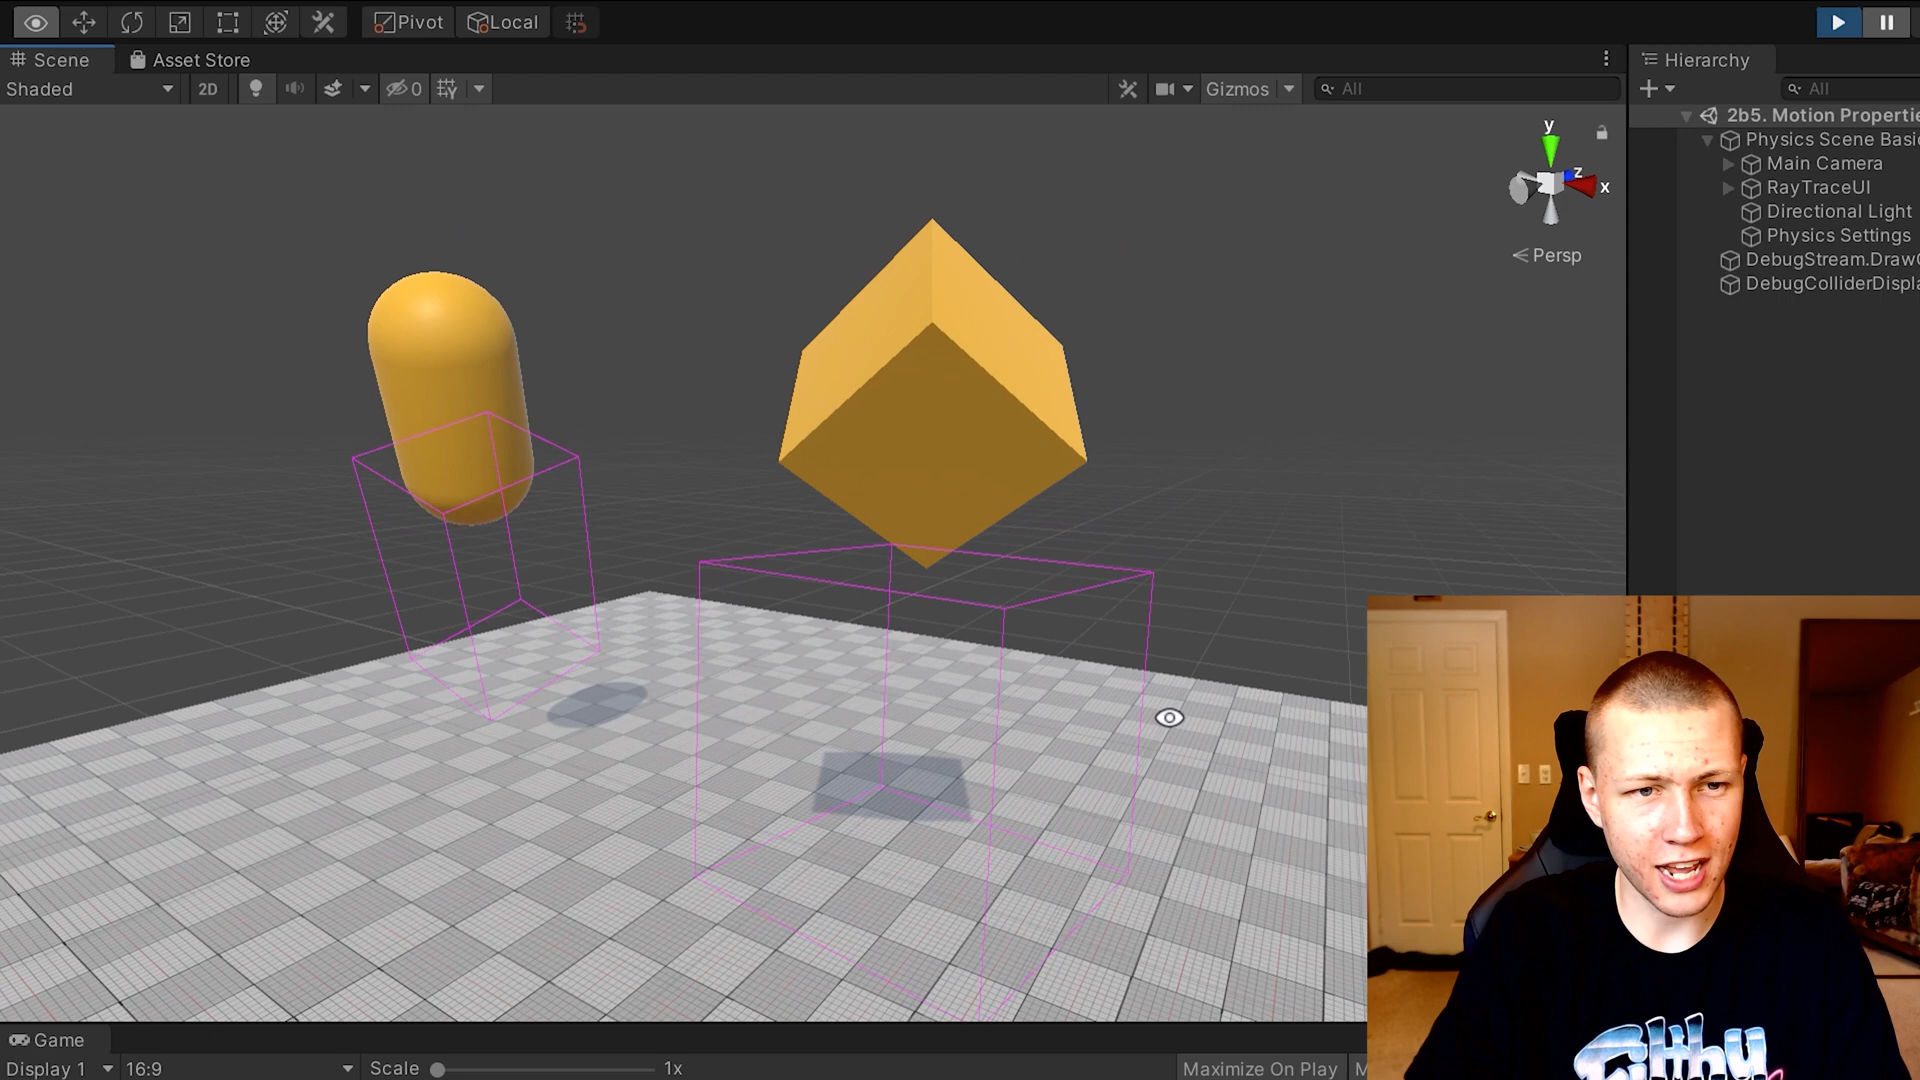 Pivot Local
Scene Asset Store Hierarchy
Shaded 2D 0 Gizmos All All
2b5. Motion Propertie
Physics Scene Basi
Main Camera
RayTraceUI
Directional Light
Physics Settings
DebugStream.Draw
DebugColliderDispla
y
z
x
Persp
Game
Display 1 16:9 Scale 1x Maximize On Play M
Filthy